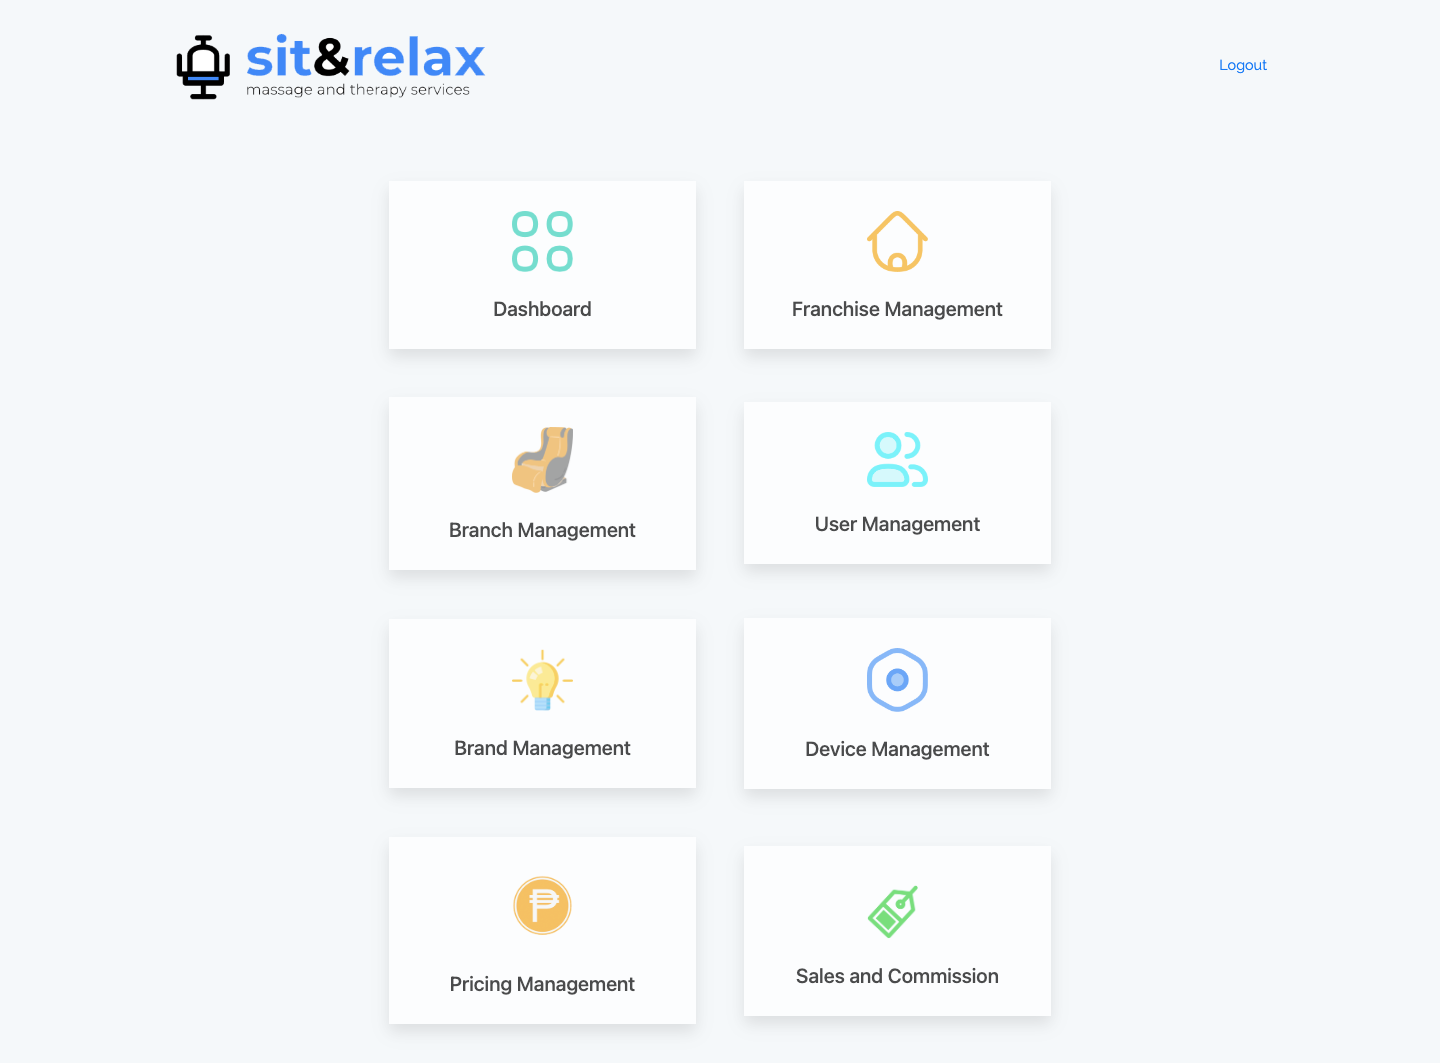 sit&relax
massage and therapy services
Logout
Dashboard
Franchise Management
Branch Management
User Management
Brand Management
Device Management
Pricing Management
Sales and Commission